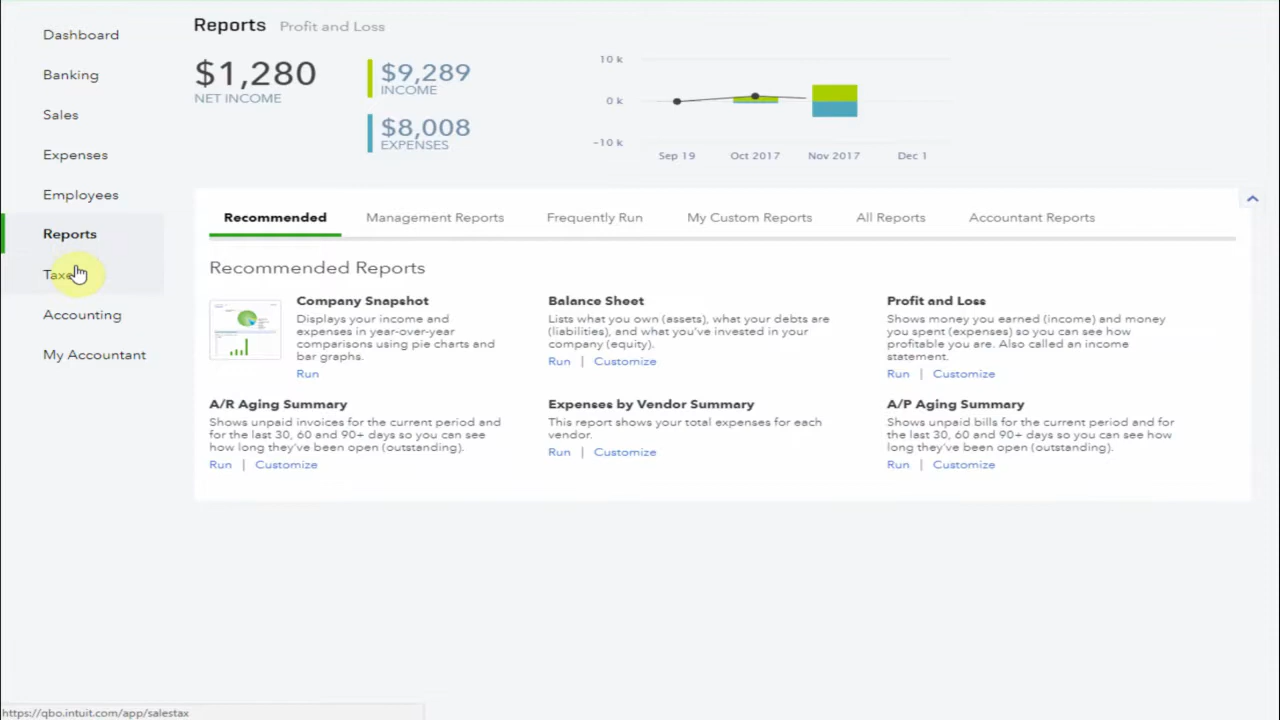 Dashboard
Banking
Sales
Expenses
Employees
Reports
Taxes
Accounting
My Accountant
Reports Profit and Loss
$1,280
NET INCOME
$9,289
INCOME
$8,008
EXPENSES
10 k
0 k
-10 k
Sep 19 Oct 2017 Nov 2017 Dec 1
Recommended Management Reports Frequently Run My Custom Reports All Reports Accountant Reports
Recommended Reports
Company Snapshot
Displays your income and
expenses in year-over-year
comparisons using pie charts and
bar graphs.
Run
Balance Sheet
Lists what you own (assets), what your debts are
(liabilities), and what you've invested in your
company (equity).
Run | Customize
Profit and Loss
Shows money you earned (income) and money
you spent (expenses) so you can see how
profitable you are. Also called an income
statement.
Run | Customize
A/R Aging Summary
Shows unpaid invoices for the current period and
for the last 30, 60 and 90+ days so you can see
how long they've been open (outstanding).
Run | Customize
Expenses by Vendor Summary
This report shows your total expenses for each
vendor.
Run | Customize
A/P Aging Summary
Shows unpaid bills for the current period and for
the last 30, 60 and 90+ days so you can see how
long they've been open (outstanding).
Run | Customize
https://qbo.intuit.com/app/salestax